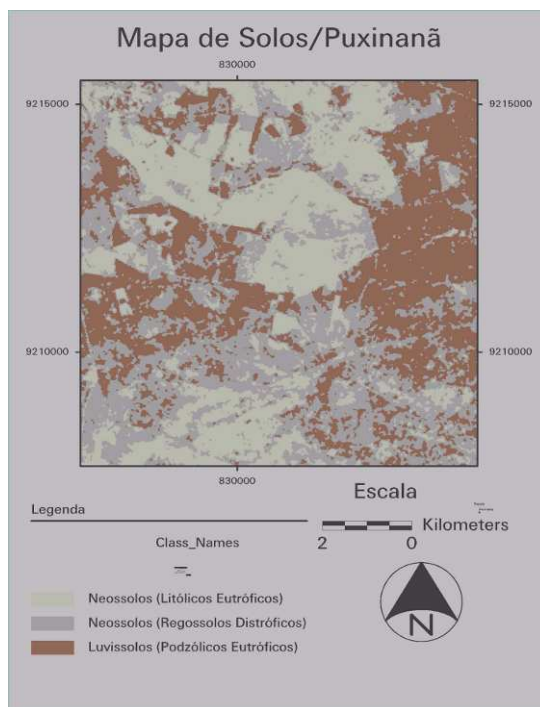 Mapa de Solos/Puxinanã
830000
9215000 9215000
9210000 9210000
830000
Escala
Legenda
Kilometers
2 0
Class_Names
Neossolos (Litólicos Eutróficos)
Neossolos (Regossolos Distróficos)
Luvissolos (Podzólicos Eutróficos)
N